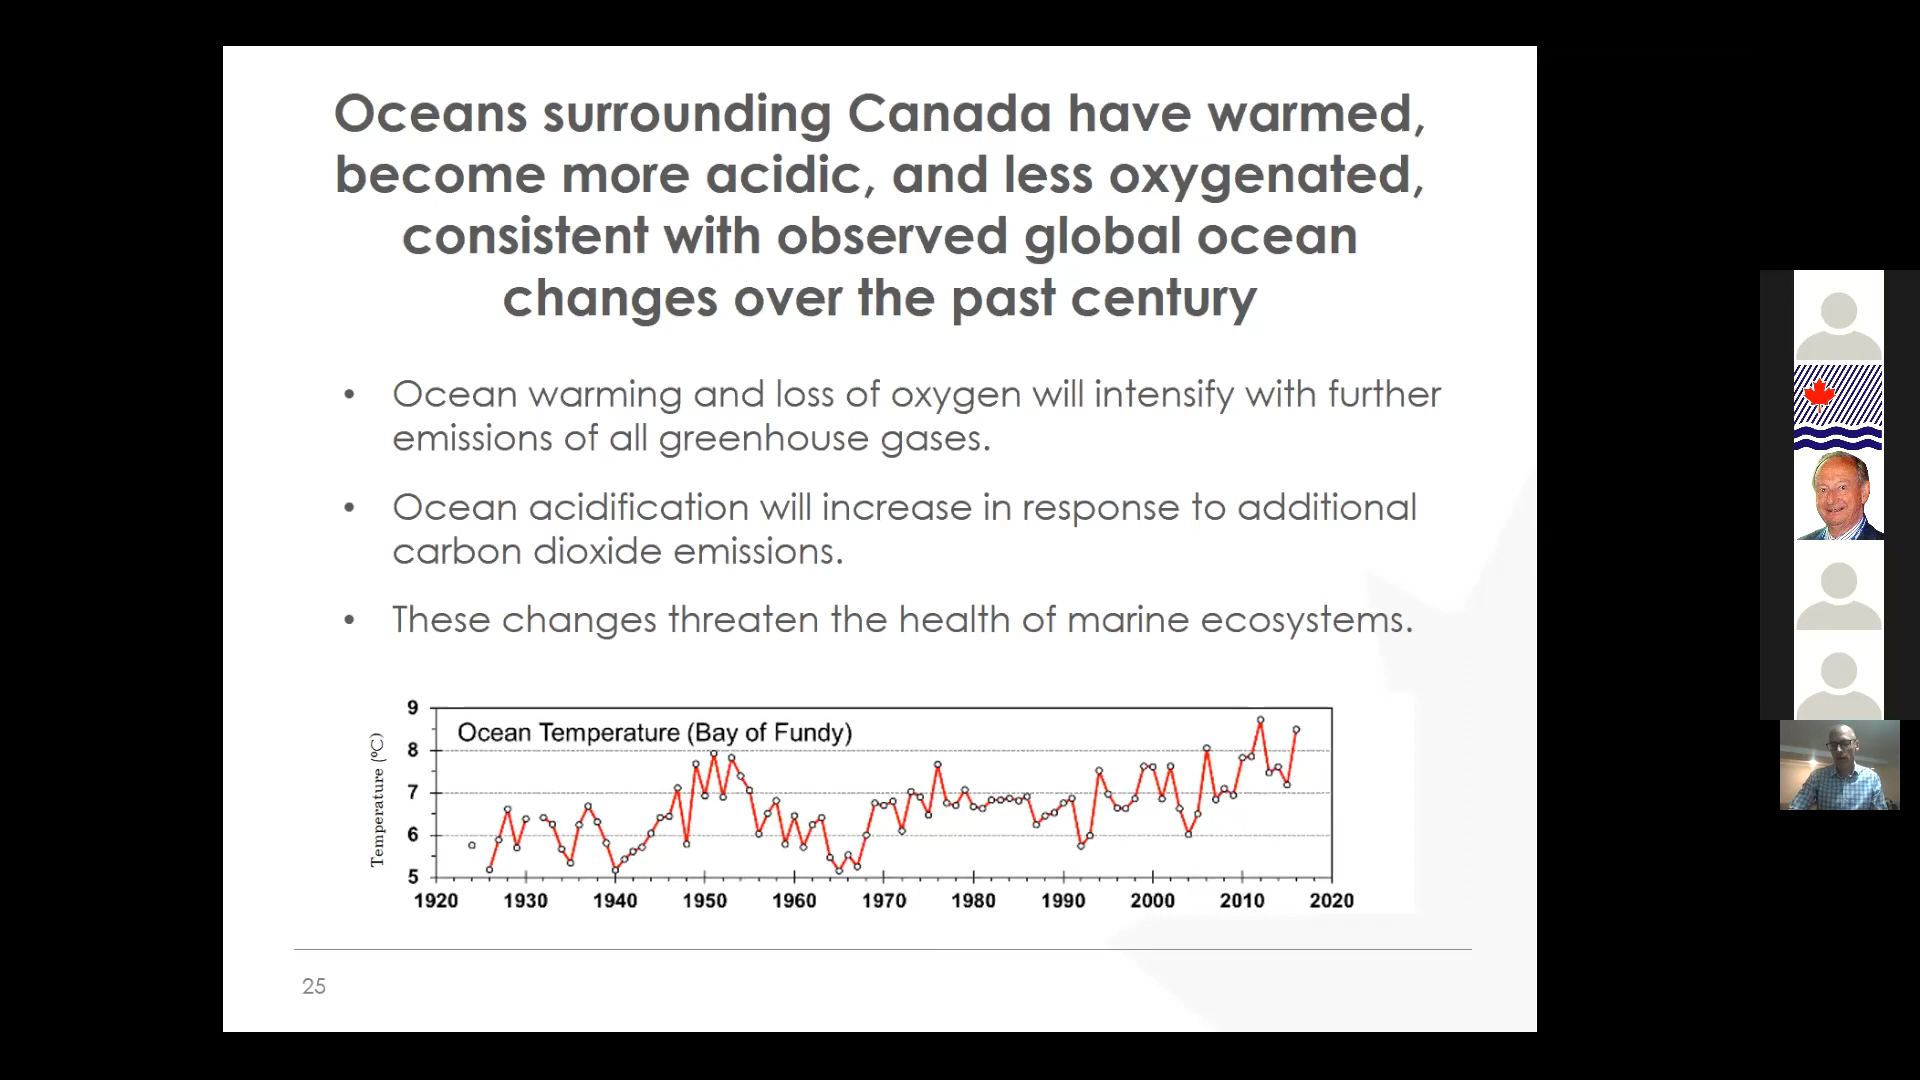 Oceans surrounding Canada have warmed,
become more acidic, and less oxygenated,
consistent with observed global ocean
changes over the past century
• Ocean warming and loss of oxygen will intensify with further
emissions of all greenhouse gases.
• Ocean acidification will increase in response to additional
carbon dioxide emissions.
• These changes threaten the health of marine ecosystems.
Ocean Temperature (Bay of Fundy)
Temperature (ºC)
9
8
7
6
5
1920 1930 1940 1950 1960 1970 1980 1990 2000 2010 2020
25